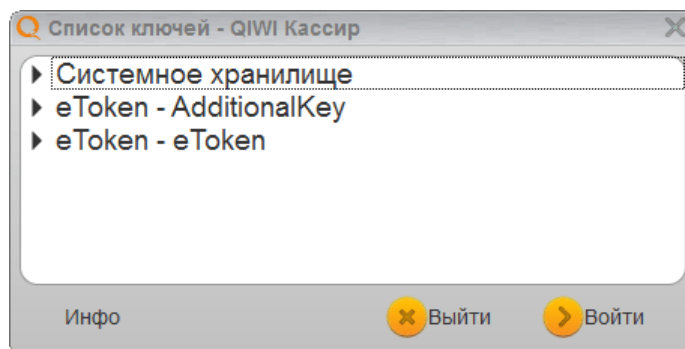 Список ключей - QIWI Кассир
Системное хранилище
eToken - AdditionalKey
eToken - eToken
Инфо Выйти Войти